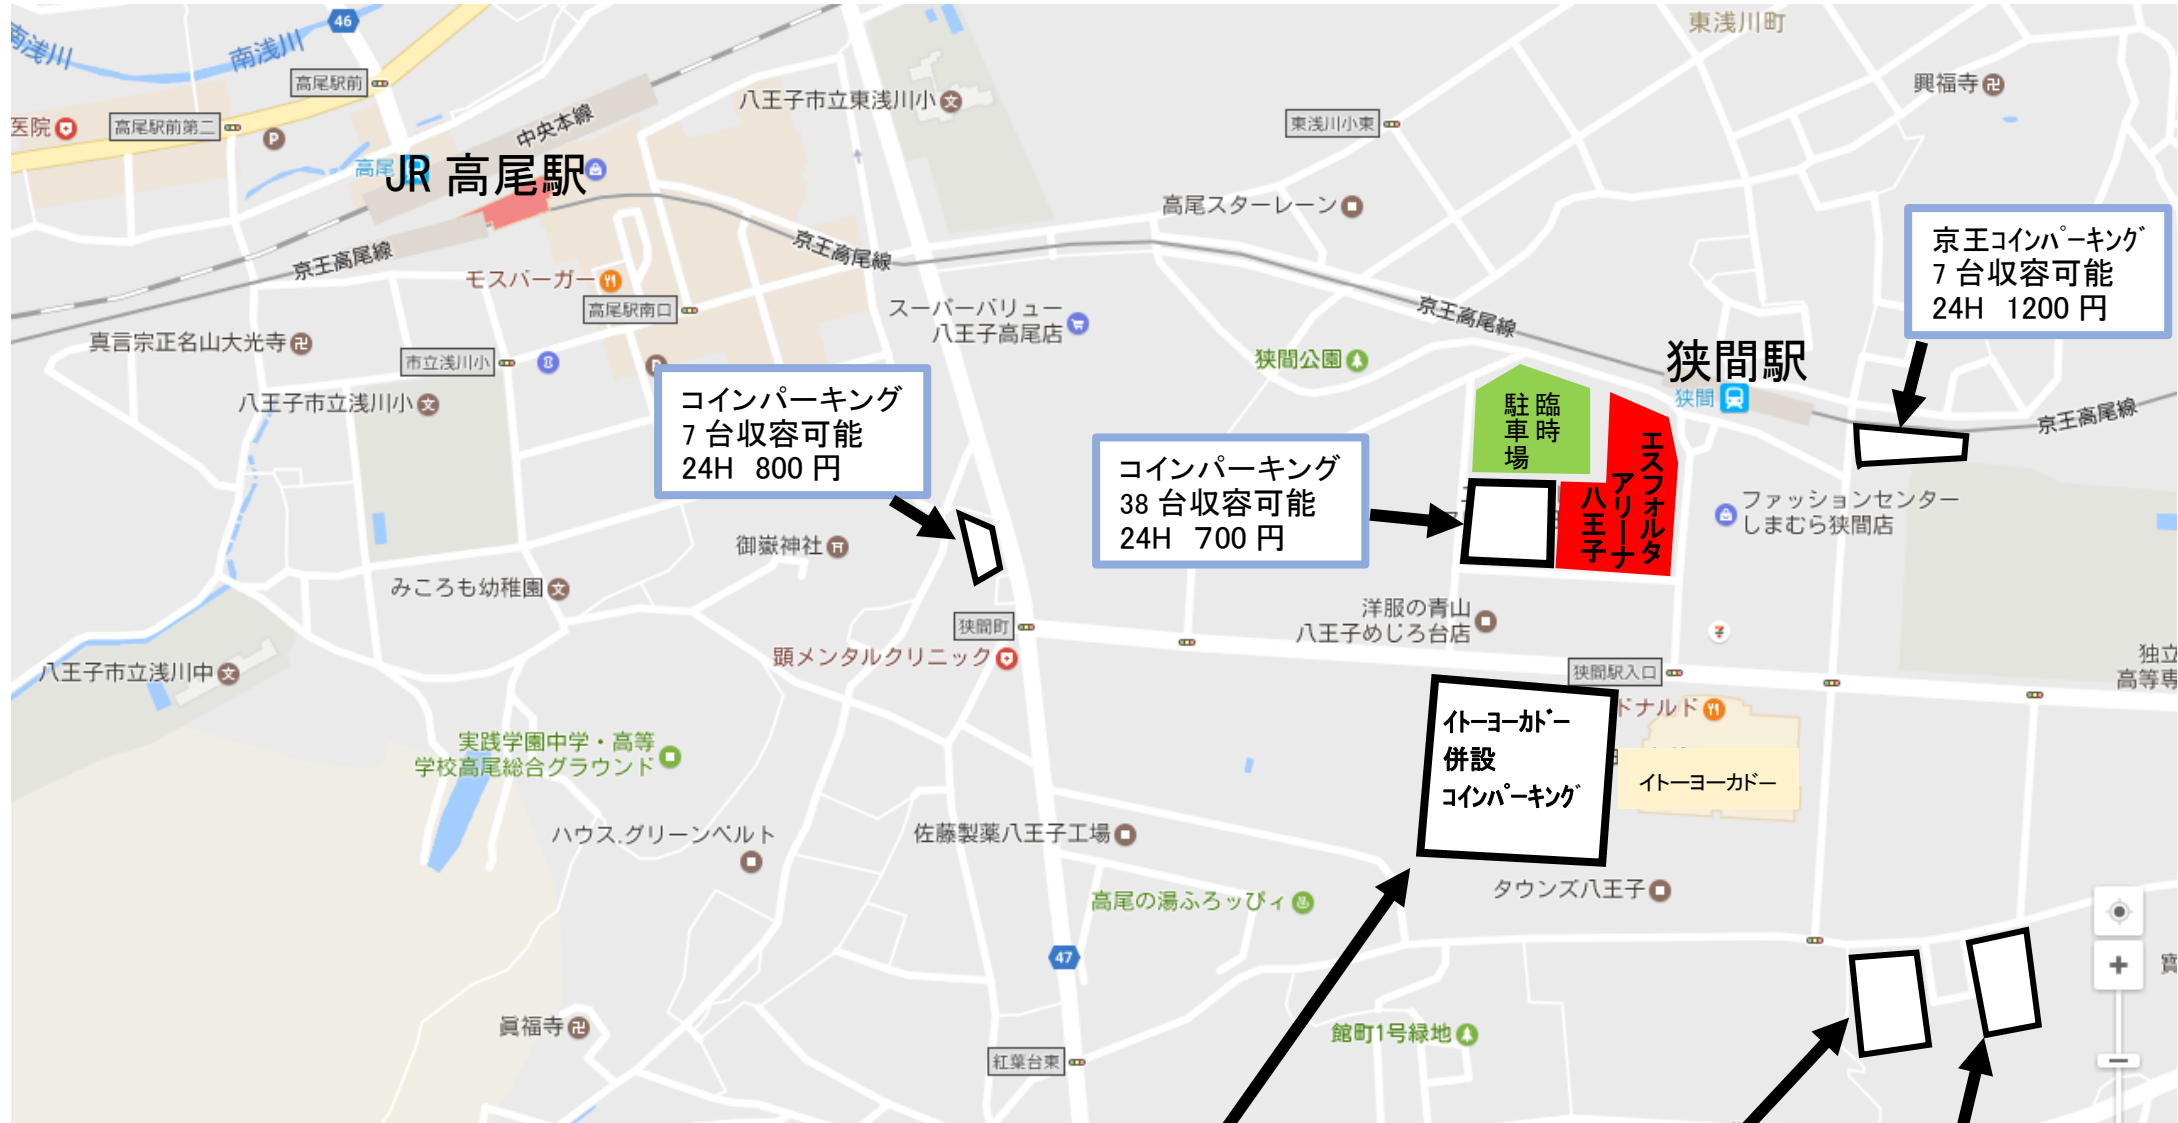 東浅川町
46
南浅川
南浅川
高尾駅前
中央本線
八王子市立東浅川小
興福寺
医院
高尾駅前第二
P
東浅川小東
高尾
JR 高尾駅
高尾スターレーン
京王高尾線
京王高尾線
モスバーガー
高尾駅南口
スーパーバリュー
八王子高尾店
京王高尾線
京王コインパーキング
7 台収容可能
24H 1200 円
真言宗正名山大光寺
市立浅川小
狭間公園
狭間駅
狭間
八王子市立浅川小
コインパーキング
7 台収容可能
24H 800 円
臨時
駐車場
京王高尾線
コインパーキング
38 台収容可能
24H 700 円
エスフォルタ
アリーナ
八王子
ファッションセンター
しまむら狭間店
御嶽神社
みころも幼稚園
洋服の青山
八王子めじろ台店
狭間町
顕メンタルクリニック
狭間駅入口
独立
高等専
八王子市立浅川中
ドナルド
イトーヨーカドー
併設
コインパーキング
イトーヨーカドー
実践学園中学・高等
学校高尾総合グラウンド
ハウス.グリーンベルト
佐藤製薬八王子工場
高尾の湯ふろッぴィ
タウンズ八王子
47
眞福寺
館町1号緑地
紅葉台東
寳